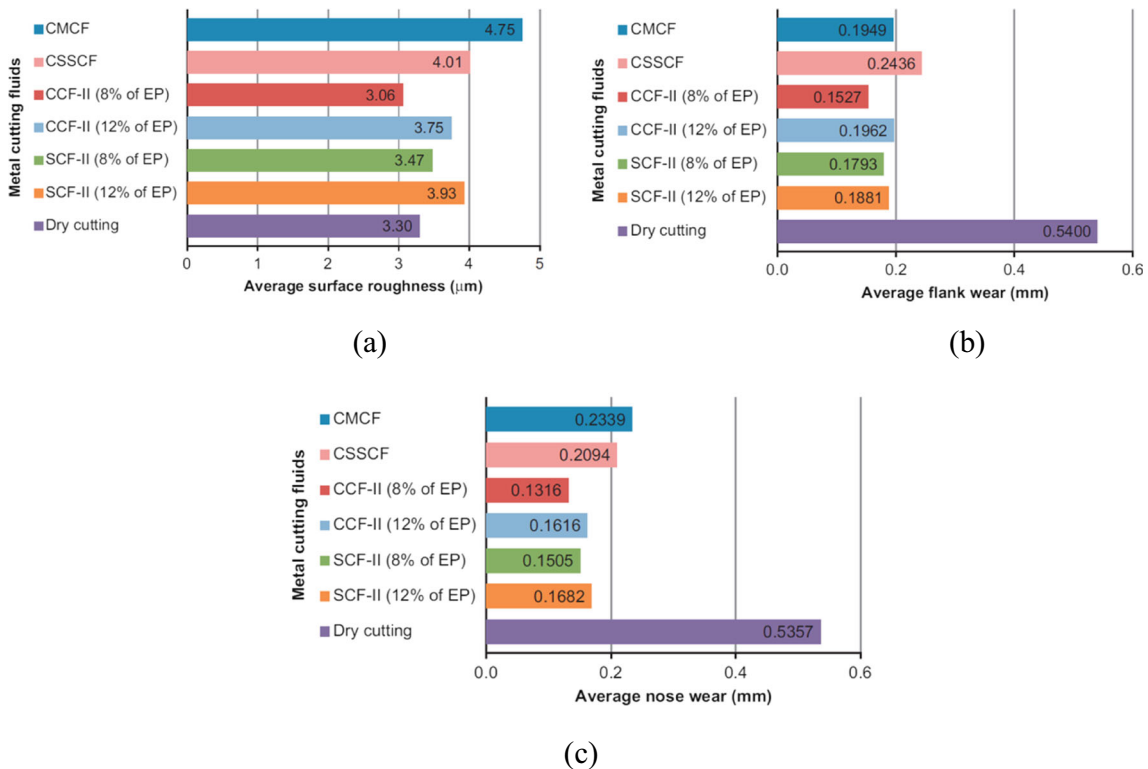 Metal cutting fluids
CMCF
4.75
CSSCF
4.01
CCF-II (8% of EP)
3.06
CCF-II (12% of EP)
3.75
SCF-II (8% of EP)
3.47
SCF-II (12% of EP)
3.93
Dry cutting
3.30
0 1 2 3 4 5
Average surface roughness (μm)
(a)
Metal cutting fluids
CMCF
0.1949
CSSCF
0.2436
CCF-II (8% of EP)
0.1527
CCF-II (12% of EP)
0.1962
SCF-II (8% of EP)
0.1793
SCF-II (12% of EP)
0.1881
Dry cutting
0.5400
0.0 0.2 0.4 0.6
Average flank wear (mm)
(b)
Metal cutting fluids
CMCF
0.2339
CSSCF
0.2094
CCF-II (8% of EP)
0.1316
CCF-II (12% of EP)
0.1616
SCF-II (8% of EP)
0.1505
SCF-II (12% of EP)
0.1682
Dry cutting
0.5357
0.0 0.2 0.4 0.6
Average nose wear (mm)
(c)